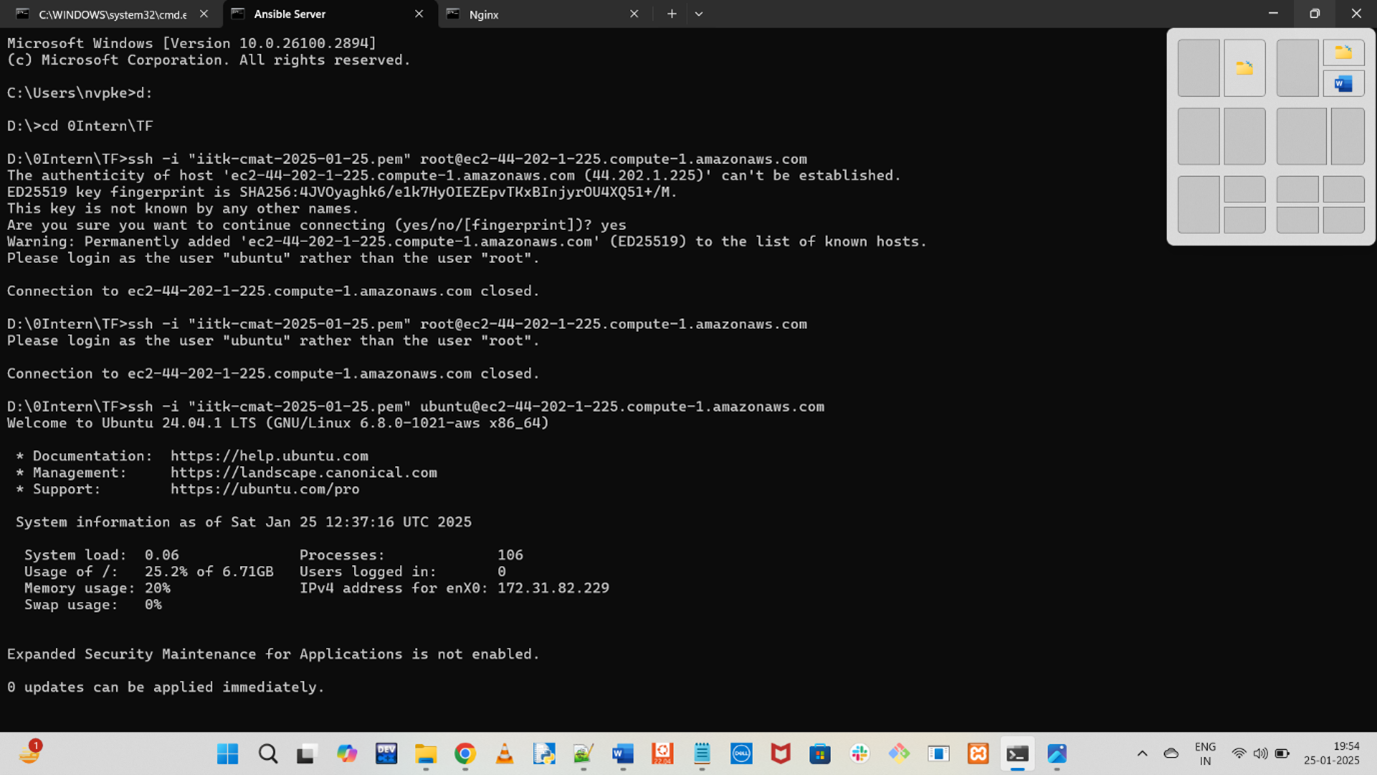 C:\WINDOWS\system32\cmd.e
Ansible Server
Nginx
Microsoft Windows [Version 10.0.26100.2894]
(c) Microsoft Corporation. All rights reserved.
C:\Users\nvpke>d:
D:\>cd 0Intern\TF
D:\0Intern\TF>ssh -i "iitk-cmat-2025-01-25.pem" root@ec2-44-202-1-225.compute-1.amazonaws.com
The authenticity of host 'ec2-44-202-1-225.compute-1.amazonaws.com (44.202.1.225)' can't be established.
ED25519 key fingerprint is SHA256:4JVOyaghk6/e1k7HyOIEZEpvTKxBInjyrOU4XQ51+/M.
This key is not known by any other names.
Are you sure you want to continue connecting (yes/no/[fingerprint])? yes
Warning: Permanently added 'ec2-44-202-1-225.compute-1.amazonaws.com' (ED25519) to the list of known hosts.
Please login as the user "ubuntu" rather than the user "root".
Connection to ec2-44-202-1-225.compute-1.amazonaws.com closed.
D:\0Intern\TF>ssh -i "iitk-cmat-2025-01-25.pem" root@ec2-44-202-1-225.compute-1.amazonaws.com
Please login as the user "ubuntu" rather than the user "root".
Connection to ec2-44-202-1-225.compute-1.amazonaws.com closed.
D:\0Intern\TF>ssh -i "iitk-cmat-2025-01-25.pem" ubuntu@ec2-44-202-1-225.compute-1.amazonaws.com
Welcome to Ubuntu 24.04.1 LTS (GNU/Linux 6.8.0-1021-aws x86_64)
* Documentation: https://help.ubuntu.com
* Management: https://landscape.canonical.com
* Support: https://ubuntu.com/pro
System information as of Sat Jan 25 12:37:16 UTC 2025
System load: 0.06 Processes: 106
Usage of /: 25.2% of 6.71GB Users logged in: 0
Memory usage: 20% IPv4 address for enX0: 172.31.82.229
Swap usage: 0%
Expanded Security Maintenance for Applications is not enabled.
0 updates can be applied immediately.
1
DEV
22.04
DELL
ENG
IN
19:54
25-01-2025